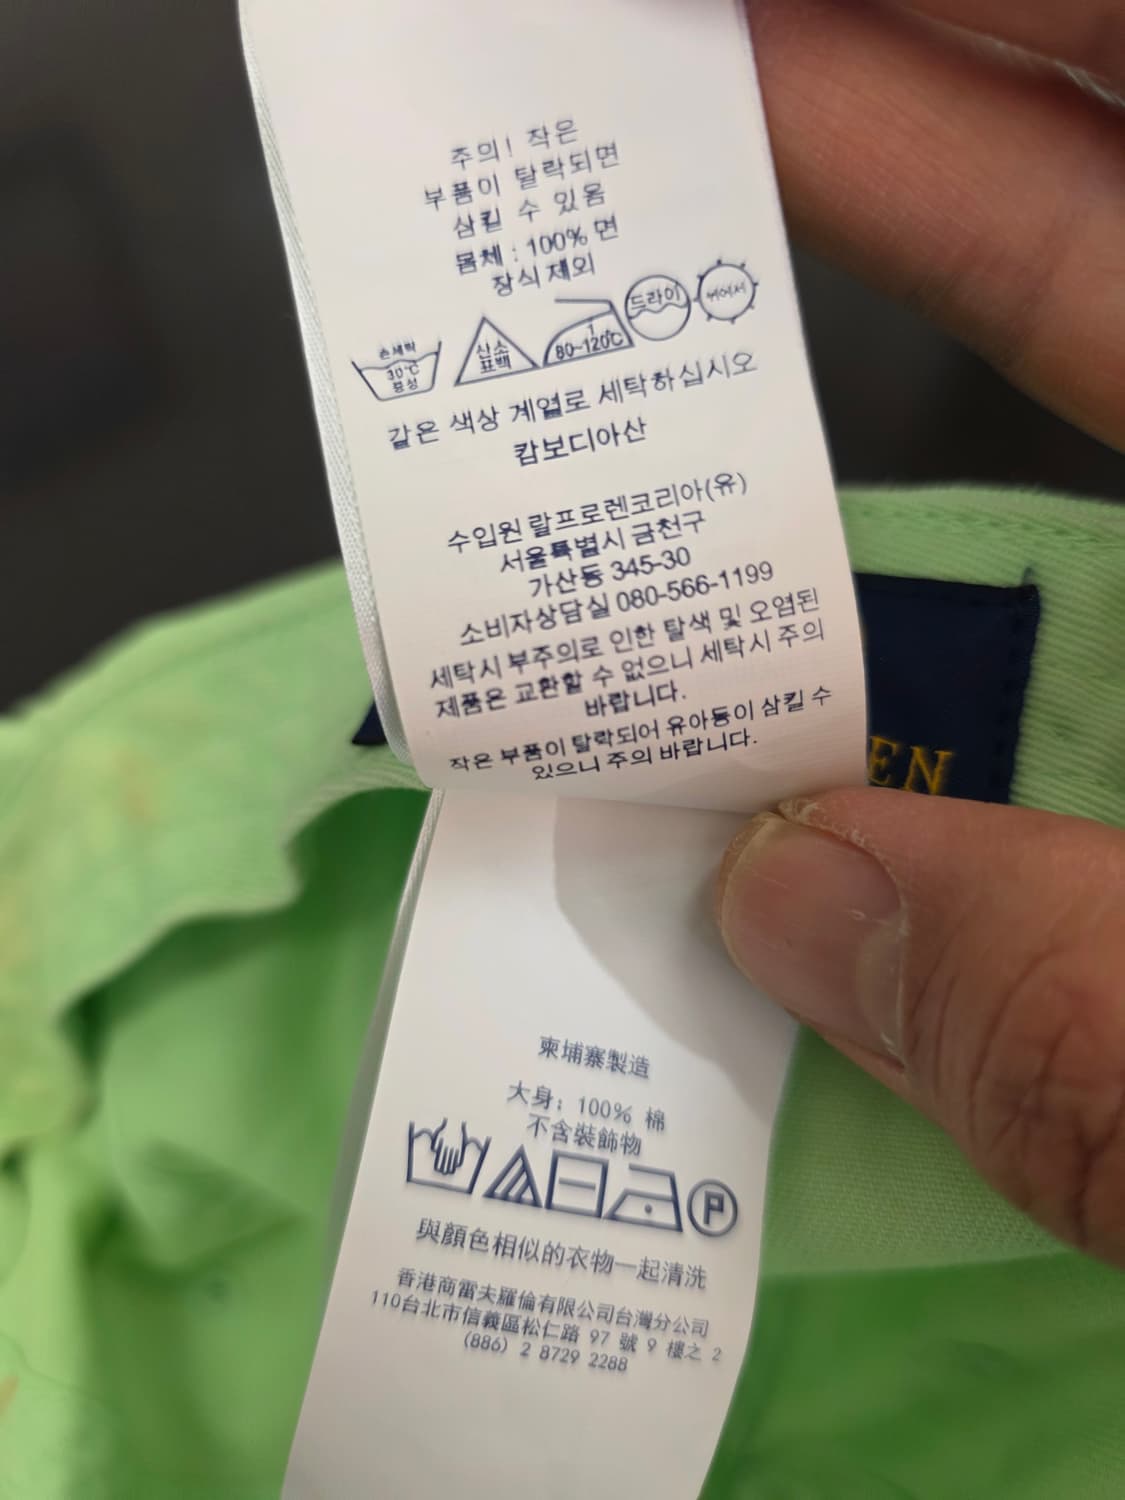 주의! 작은
부품이 탈락되면
삼킬 수 있음
몸체 : 100% 면
장식 제외
손세탁
30℃
중성
산소
표백
1
80~120℃
드라이
뉘어서
같은 색상 계열로 세탁하십시오
캄보디아산
수입원 랄프로렌코리아(유)
서울특별시 금천구
가산동 345-30
소비자상담실 080-566-1199
세탁시 부주의로 인한 탈색 및 오염된
제품은 교환할 수 없으니 세탁시 주의
바랍니다.
작은 부품이 탈락되어 유아등이 삼킬 수
있으니 주의 바랍니다.
EN
柬埔寨製造
大身: 100% 棉
不含裝飾物
P
與顏色相似的衣物一起清洗
香港商雷夫羅倫有限公司台灣分公司
110台北市信義區松仁路 97 號 9 樓之 2
(886) 2 8729 2288